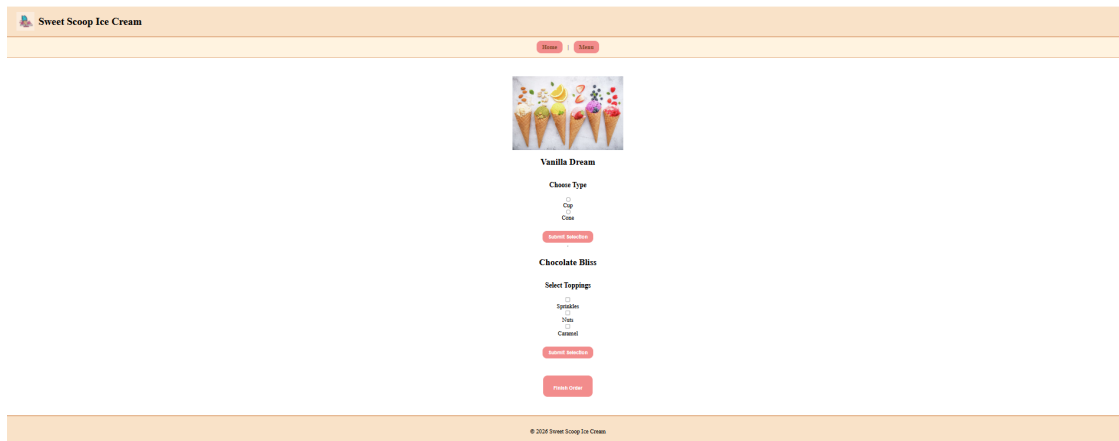 Sweet Scoop Ice Cream
Home | Menu
Vanilla Dream
Choose Type
Cup
Cone
Submit Selection
Chocolate Bliss
Select Toppings
Sprinkles
Nuts
Caramel
Submit Selection
Finish Order
© 2026 Sweet Scoop Ice Cream